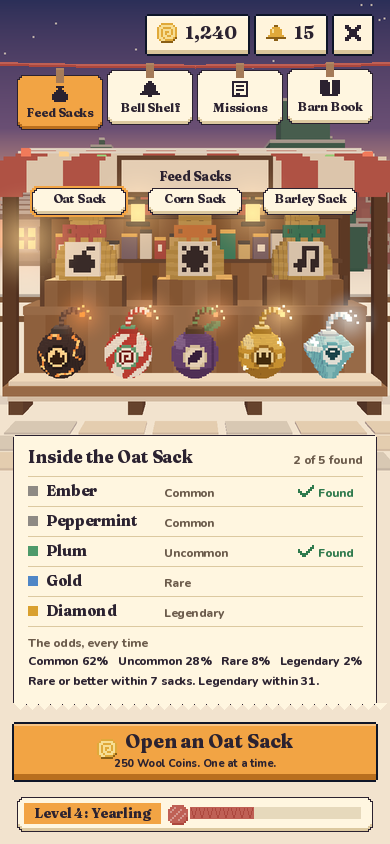 1,240
15
Feed Sacks
Bell Shelf
Missions
Barn Book
Feed Sacks
Oat Sack
Corn Sack
Barley Sack
Inside the Oat Sack
2 of 5 found
Ember Common Found
Peppermint Common
Plum Uncommon Found
Gold Rare
Diamond Legendary
The odds, every time
Common 62% Uncommon 28% Rare 8% Legendary 2%
Rare or better within 7 sacks. Legendary within 31.
Open an Oat Sack
250 Wool Coins. One at a time.
Level 4: Yearling